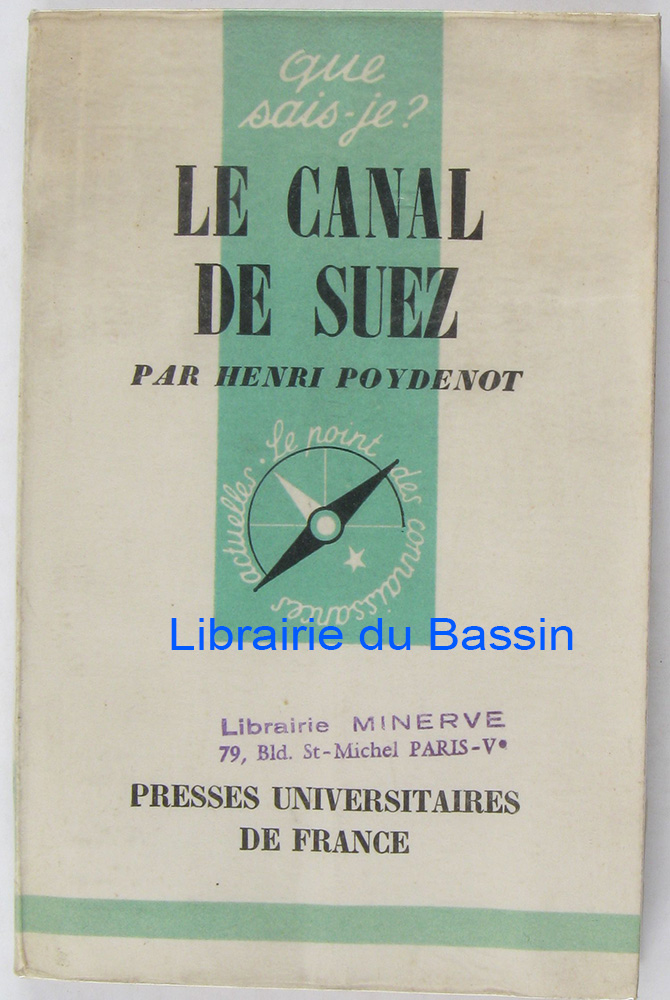 que
sais-je?
LE CANAL
DE SUEZ
PAR HENRI POYDENOT
Le point des connaissances actuelles.
Librairie du Bassin
Librairie MINERVE
79, Bld. St-Michel PARIS-Ve
PRESSES UNIVERSITAIRES
DE FRANCE